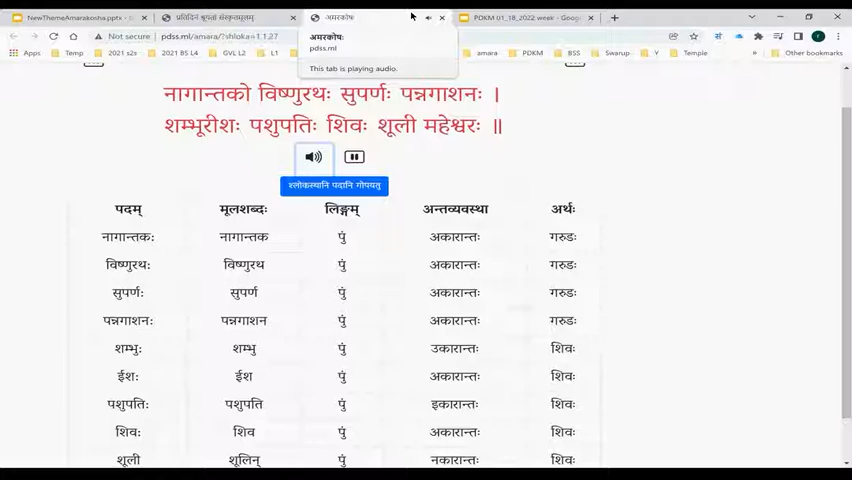 NewThemeAmarakosha.pptx -
प्रतिदिनं श्रूयतां संस्कृतामृतम्
अमरकोषः
PDKM 01_18_2022 week - Goog
Not secure
pdss.ml/amara/?shloka=1.1.27
अमरकोषः
pdss.ml
This tab is playing audio.
Update
Apps
Temp
2021 s2s
2021 BS L4
GVL L2
L1
amara
PDKM
BSS
Swarup Y
Temple
Other bookmarks
नागान्तको विष्णुरथः सुपर्णः पन्नगाशनः ।
शम्भूरीशः पशुपतिः शिवः शूली महेश्वरः ॥
श्लोकस्थानि पदानि गोपयतु
पदम् मूलशब्दः लिङ्गम् अन्तव्यवस्था अर्थः
नागान्तकः नागान्तक पुं अकारान्तः गरुडः
विष्णुरथः विष्णुरथ पुं अकारान्तः गरुडः
सुपर्णः सुपर्ण पुं अकारान्तः गरुडः
पन्नगाशनः पन्नगाशन पुं अकारान्तः गरुडः
शम्भुः शम्भु पुं उकारान्तः शिवः
ईशः ईश पुं अकारान्तः शिवः
पशुपतिः पशुपति पुं इकारान्तः शिवः
शिवः शिव पुं अकारान्तः शिवः
शूली शूलिन् पुं नकारान्तः शिवः